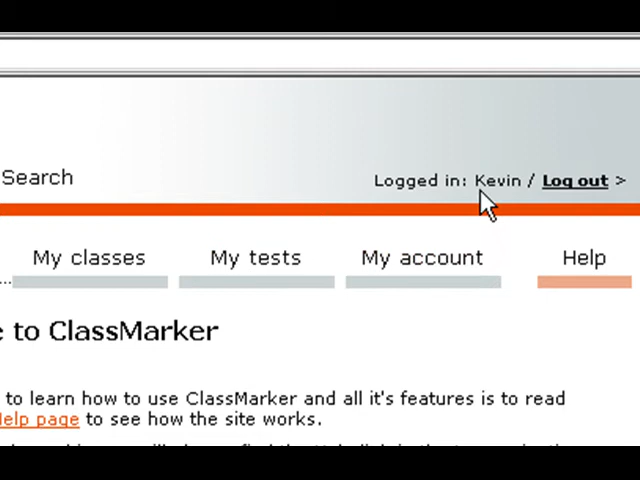 Search
Logged in: Kevin / Log out >
My classes My tests My account Help
...
e to ClassMarker
to learn how to use ClassMarker and all it's features is to read
Help page to see how the site works.